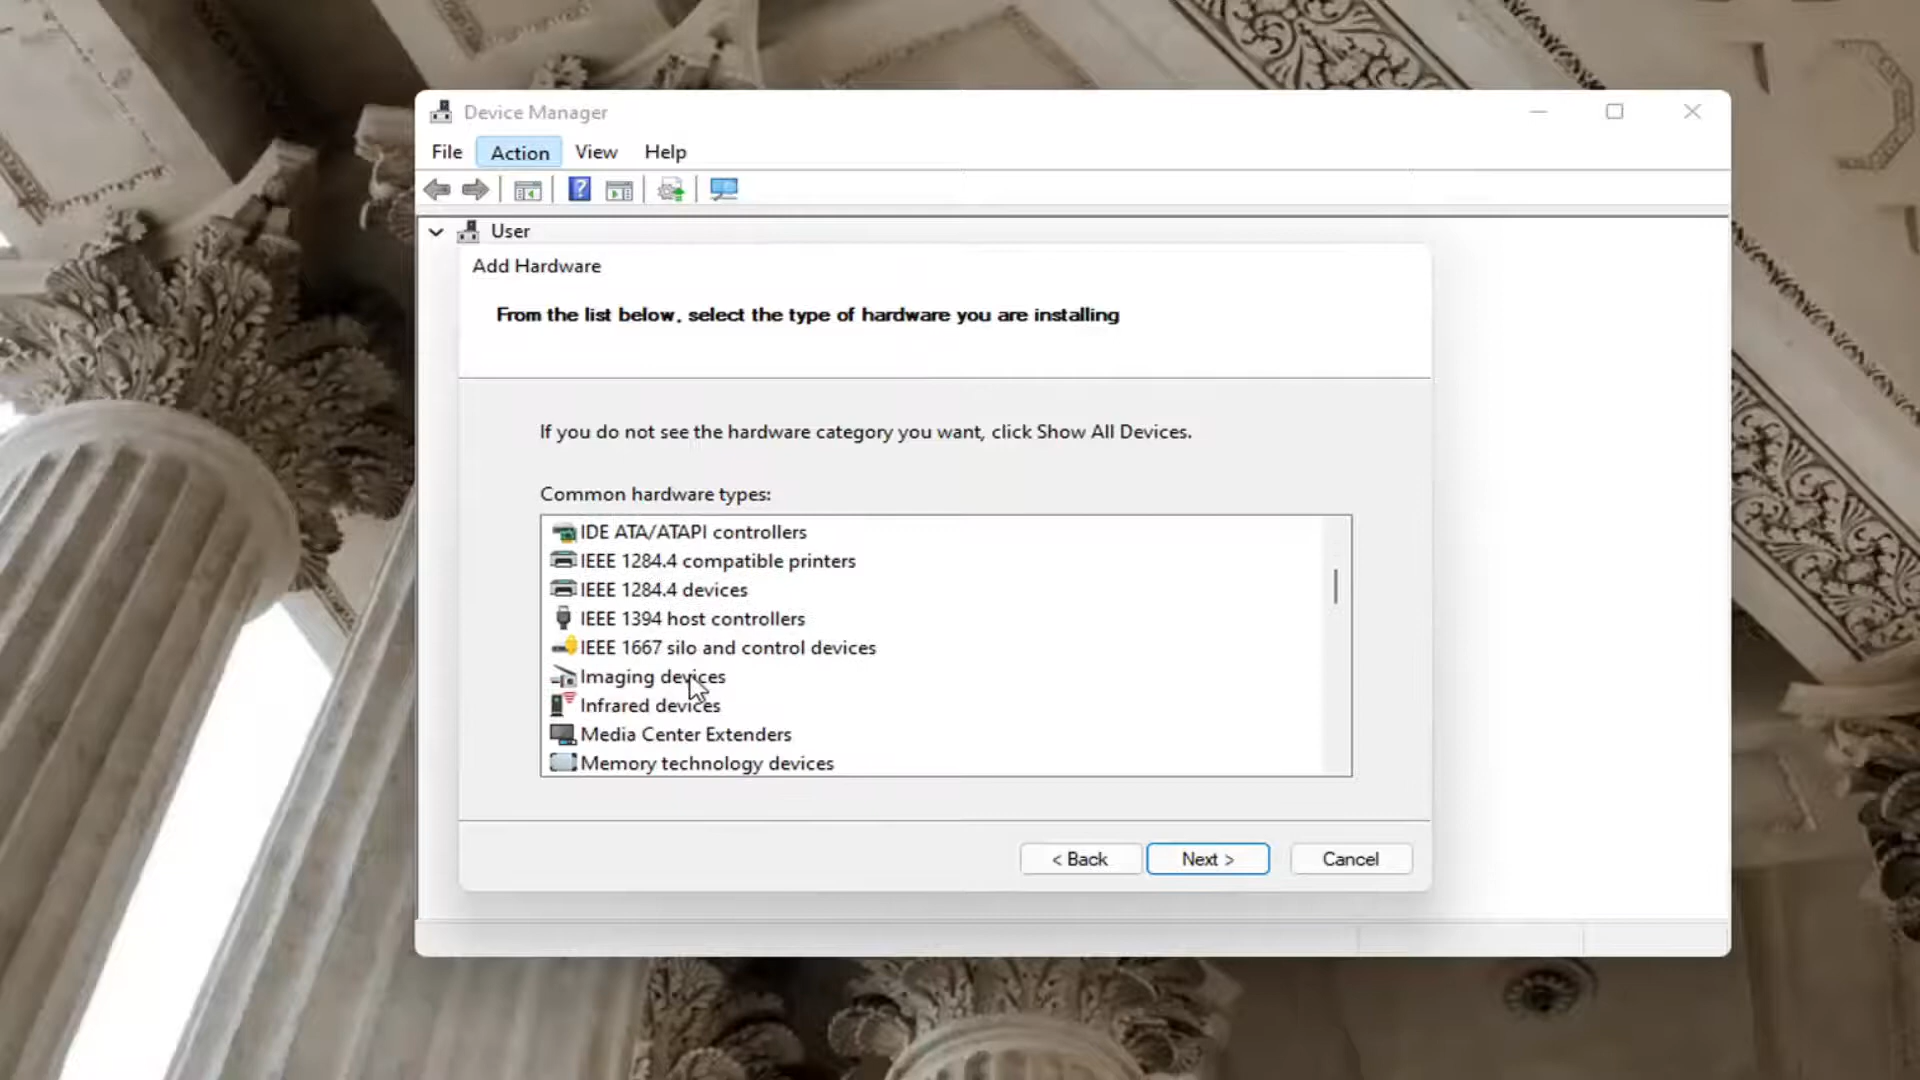 Device Manager
File Action View Help
User
Add Hardware
From the list below, select the type of hardware you are installing
If you do not see the hardware category you want, click Show All Devices.
Common hardware types:
IDE ATA/ATAPI controllers
IEEE 1284.4 compatible printers
IEEE 1284.4 devices
IEEE 1394 host controllers
IEEE 1667 silo and control devices
Imaging devices
Infrared devices
Media Center Extenders
Memory technology devices
< Back Next > Cancel